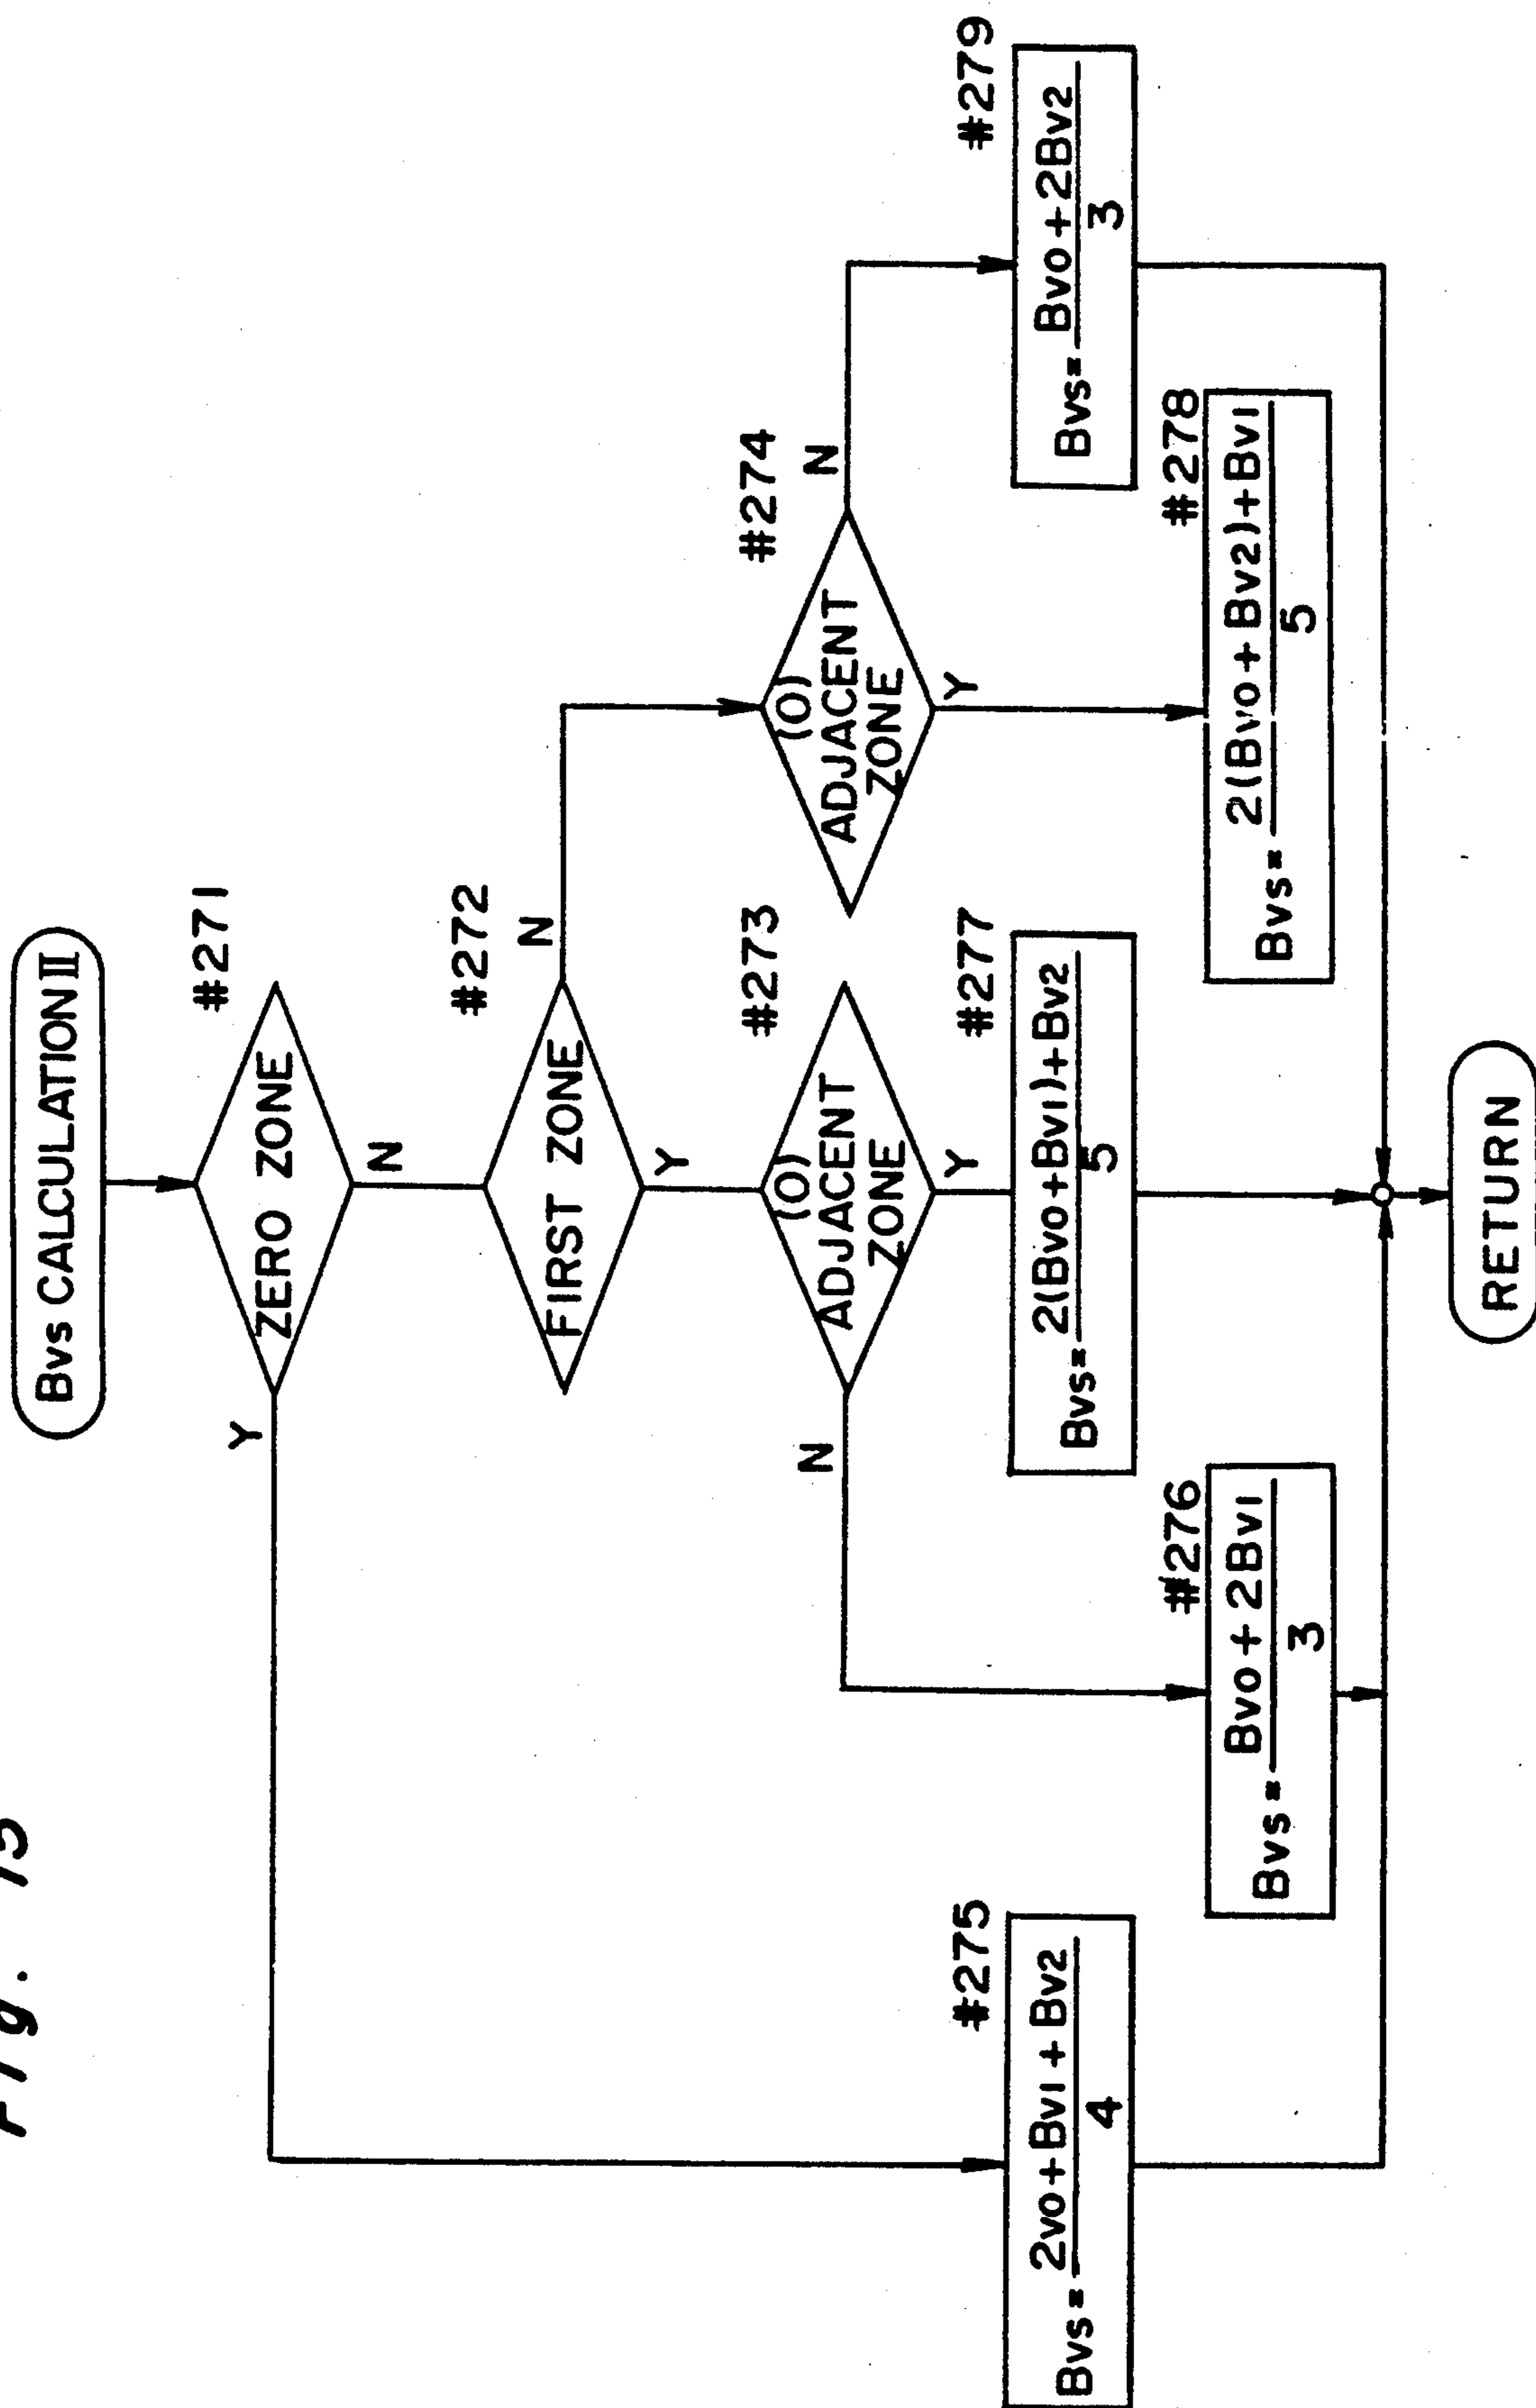 Fig. 15
Bvs CALCULATION II
#271
ZERO ZONE
Y
N
#272
FIRST ZONE
N
Y
#273
(O)
ADJACENT
ZONE
N
Y
#274
(O)
ADJACENT
ZONE
N
Y
#275
Bvs = 2vo + Bv1 + Bv2
4
#276
Bvs = Bvo + 2Bv1
3
#277
Bvs = 2(Bvo + Bv1) + Bv2
5
#278
Bvs = 2(Bvo + Bv2) + Bv1
5
#279
Bvs = Bvo + 2Bv2
3
RETURN